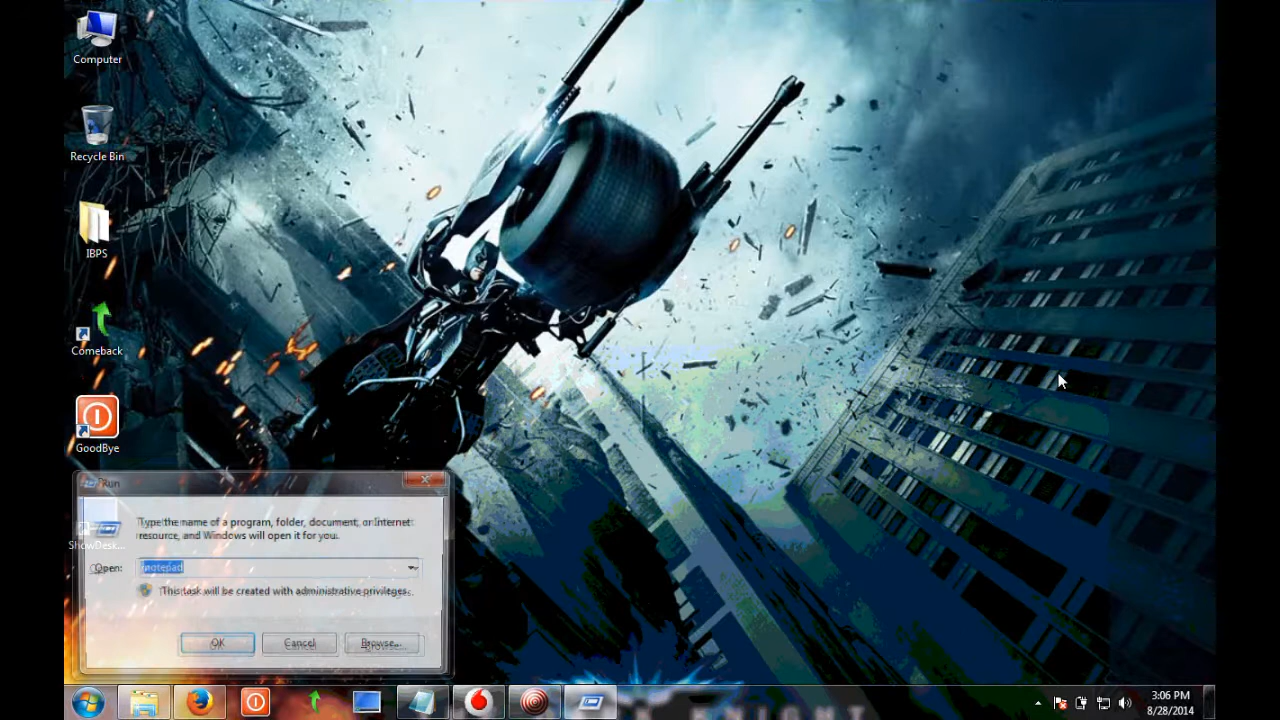 Computer
Recycle Bin
IBPS
Comeback
GoodBye
Run
Type the name of a program, folder, document, or Internet
resource, and Windows will open it for you.
ShowDesk...
Open: notepad
This task will be created with administrative privileges.
OK Cancel Browse...
3:06 PM
8/28/2014
KNIGHT